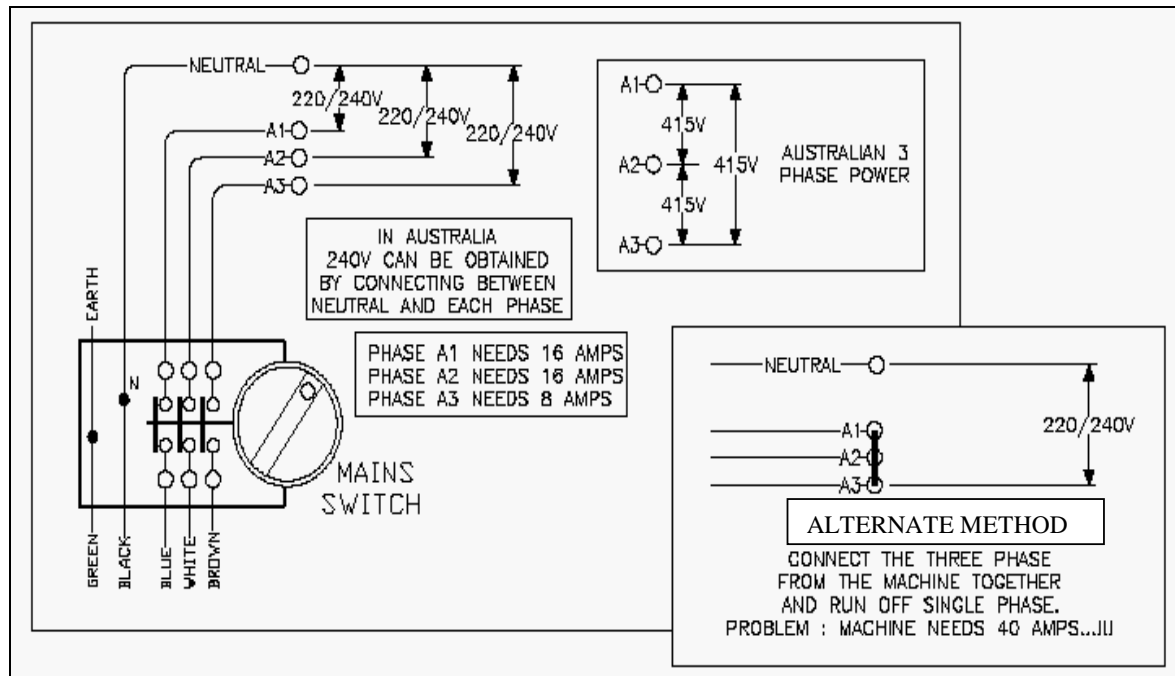 NEUTRAL
220/240V
220/240V
220/240V
A1
A2
A3
A1
415V
A2
415V
415V
A3
AUSTRALIAN 3
PHASE POWER
IN AUSTRALIA
240V CAN BE OBTAINED
BY CONNECTING BETWEEN
NEUTRAL AND EACH PHASE
PHASE A1 NEEDS 16 AMPS
PHASE A2 NEEDS 16 AMPS
PHASE A3 NEEDS 8 AMPS
EARTH
N
MAINS
SWITCH
GREEN
BLACK
BLUE
WHITE
BROWN
NEUTRAL
A1
A2
A3
220/240V
ALTERNATE METHOD
CONNECT THE THREE PHASE
FROM THE MACHINE TOGETHER
AND RUN OFF SINGLE PHASE.
PROBLEM : MACHINE NEEDS 40 AMPS...